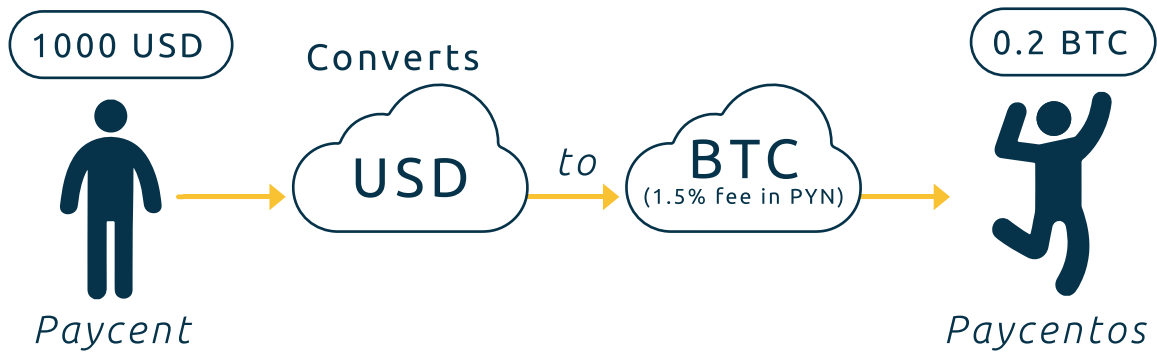 1000 USD
Converts
USD
to
BTC
(1.5% fee in PYN)
0.2 BTC
Paycent
Paycentos